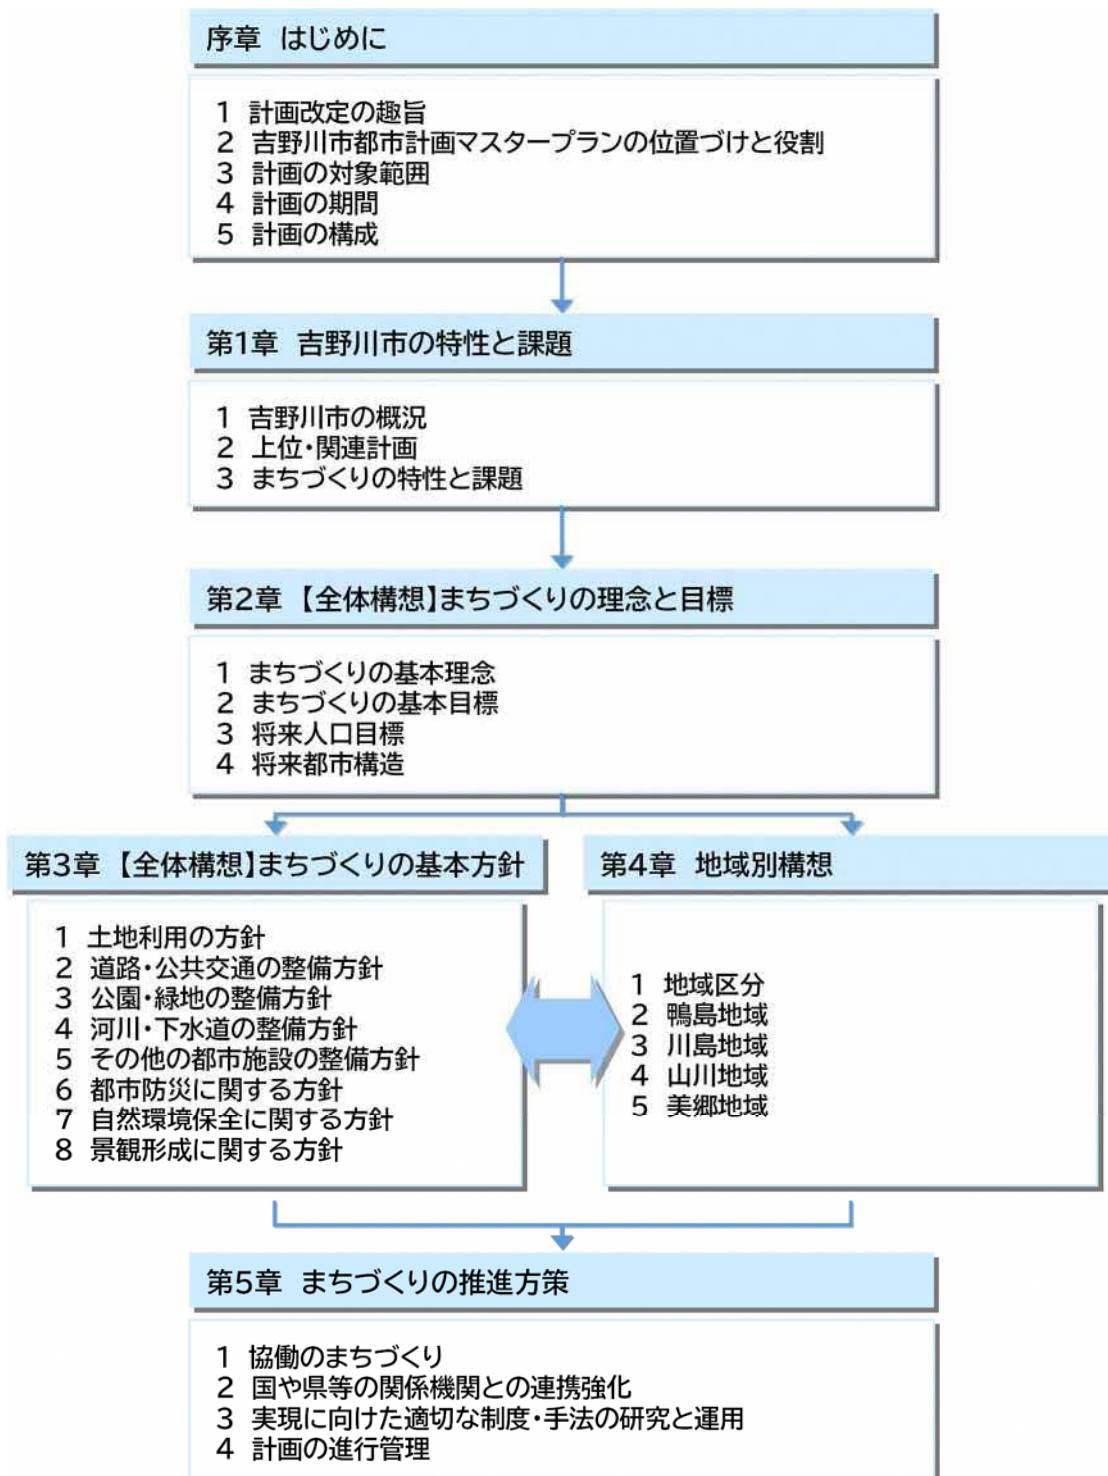 序章 はじめに
1 計画改定の趣旨
2 吉野川市都市計画マスタープランの位置づけと役割
3 計画の対象範囲
4 計画の期間
5 計画の構成
第1章 吉野川市の特性と課題
1 吉野川市の概況
2 上位・関連計画
3 まちづくりの特性と課題
第2章 【全体構想】まちづくりの理念と目標
1 まちづくりの基本理念
2 まちづくりの基本目標
3 将来人口目標
4 将来都市構造
第3章 【全体構想】まちづくりの基本方針
1 土地利用の方針
2 道路・公共交通の整備方針
3 公園・緑地の整備方針
4 河川・下水道の整備方針
5 その他の都市施設の整備方針
6 都市防災に関する方針
7 自然環境保全に関する方針
8 景観形成に関する方針
第4章 地域別構想
1 地域区分
2 鴨島地域
3 川島地域
4 山川地域
5 美郷地域
第5章 まちづくりの推進方策
1 協働のまちづくり
2 国や県等の関係機関との連携強化
3 実現に向けた適切な制度・手法の研究と運用
4 計画の進行管理